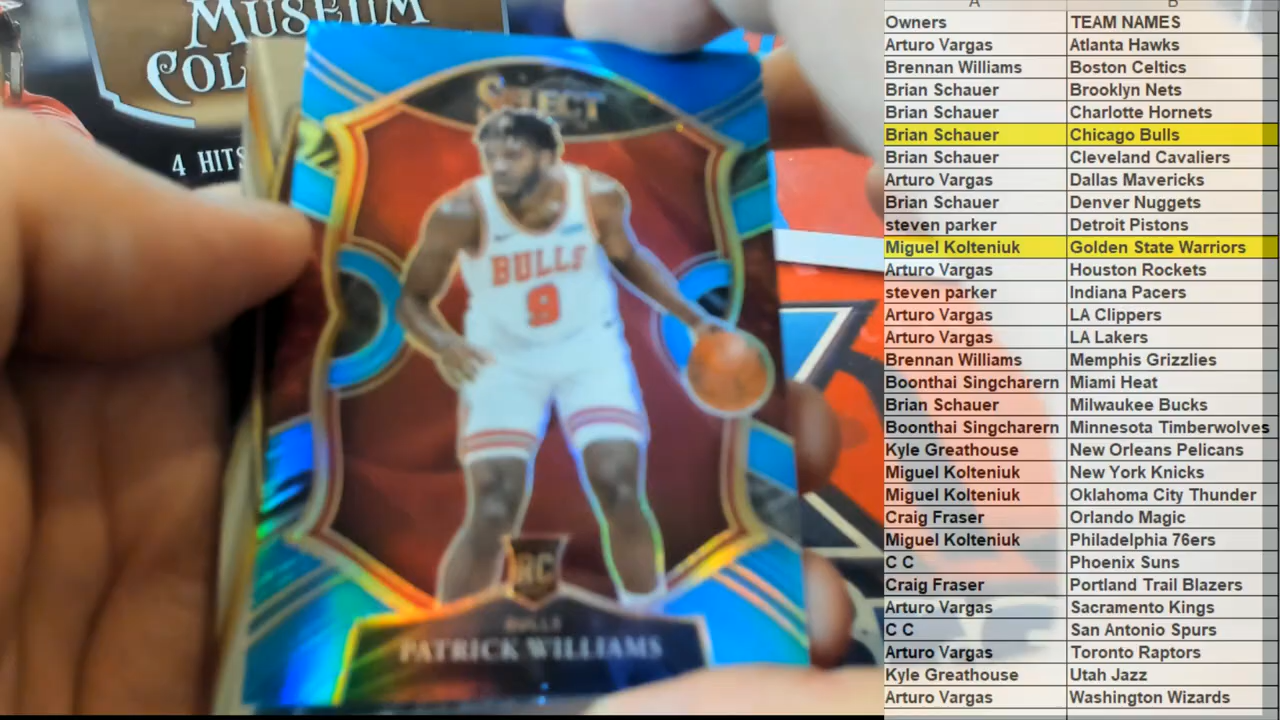 MUSEUM
COL
4 HITS
SELECT
BULLS
9
RC
BULLS
PATRICK WILLIAMS
A B
Owners TEAM NAMES
Arturo Vargas Atlanta Hawks
Brennan Williams Boston Celtics
Brian Schauer Brooklyn Nets
Brian Schauer Charlotte Hornets
Brian Schauer Chicago Bulls
Brian Schauer Cleveland Cavaliers
Arturo Vargas Dallas Mavericks
Brian Schauer Denver Nuggets
steven parker Detroit Pistons
Miguel Kolteniuk Golden State Warriors
Arturo Vargas Houston Rockets
steven parker Indiana Pacers
Arturo Vargas LA Clippers
Arturo Vargas LA Lakers
Brennan Williams Memphis Grizzlies
Boonthai Singcharern Miami Heat
Brian Schauer Milwaukee Bucks
Boonthai Singcharern Minnesota Timberwolves
Kyle Greathouse New Orleans Pelicans
Miguel Kolteniuk New York Knicks
Miguel Kolteniuk Oklahoma City Thunder
Craig Fraser Orlando Magic
Miguel Kolteniuk Philadelphia 76ers
C C Phoenix Suns
Craig Fraser Portland Trail Blazers
Arturo Vargas Sacramento Kings
C C San Antonio Spurs
Arturo Vargas Toronto Raptors
Kyle Greathouse Utah Jazz
Arturo Vargas Washington Wizards